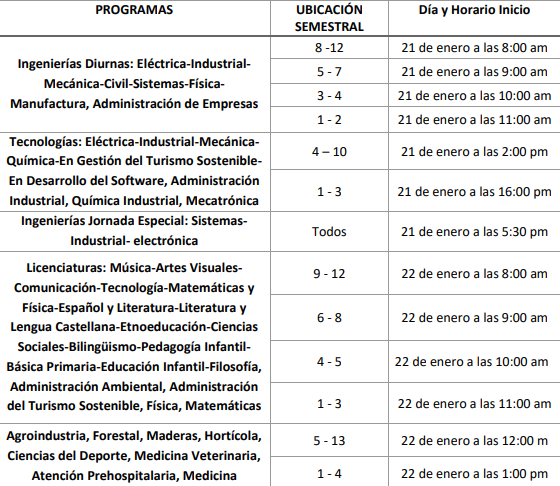 PROGRAMAS
UBICACIÓN
SEMESTRAL
Día y Horario Inicio
Ingenierías Diurnas: Eléctrica-Industrial-
Mecánica-Civil-Sistemas-Física-
Manufactura, Administración de Empresas
8 -12
21 de enero a las 8:00 am
5 - 7
21 de enero a las 9:00 am
3 - 4
21 de enero a las 10:00 am
1 - 2
21 de enero a las 11:00 am
Tecnologías: Eléctrica-Industrial-Mecánica-
Química-En Gestión del Turismo Sostenible-
En Desarrollo del Software, Administración
Industrial, Química Industrial, Mecatrónica
4 – 10
21 de enero a las 2:00 pm
1 - 3
21 de enero a las 16:00 pm
Ingenierías Jornada Especial: Sistemas-
Industrial- electrónica
Todos
21 de enero a las 5:30 pm
Licenciaturas: Música-Artes Visuales-
Comunicación-Tecnología-Matemáticas y
Física-Español y Literatura-Literatura y
Lengua Castellana-Etnoeducación-Ciencias
Sociales-Bilingüismo-Pedagogía Infantil-
Básica Primaria-Educación Infantil-Filosofía,
Administración Ambiental, Administración
del Turismo Sostenible, Física, Matemáticas
9 - 12
22 de enero a las 8:00 am
6 - 8
22 de enero a las 9:00 am
4 - 5
22 de enero a las 10:00 am
1 - 3
22 de enero a las 11:00 am
Agroindustria, Forestal, Maderas, Hortícola,
Ciencias del Deporte, Medicina Veterinaria,
Atención Prehospitalaria, Medicina
5 - 13
22 de enero a las 12:00 m
1 - 4
22 de enero a las 1:00 pm